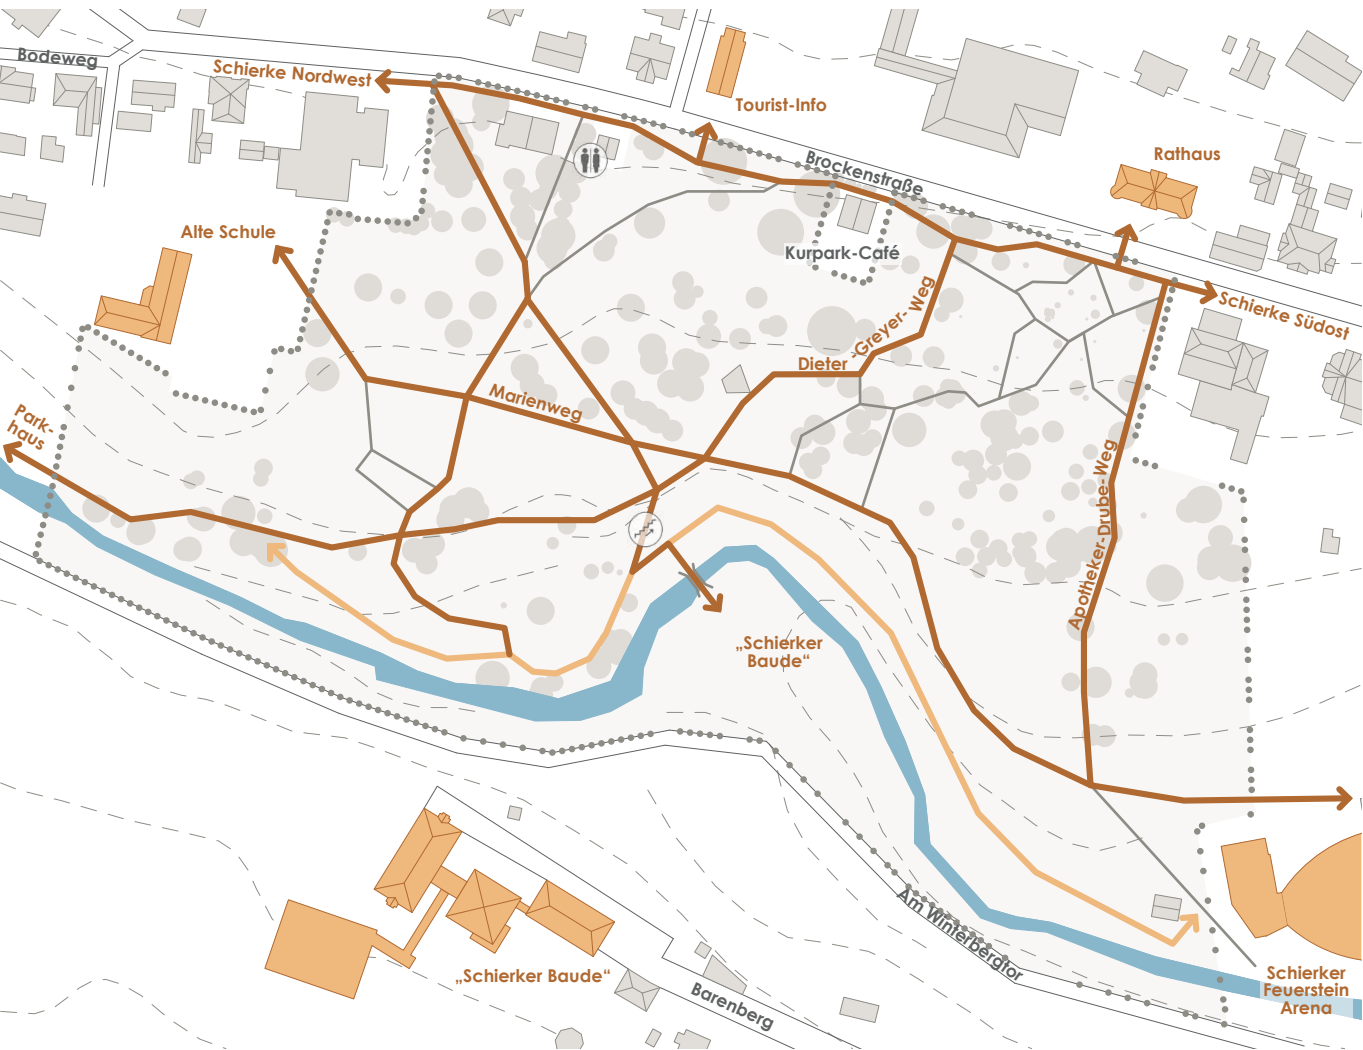 Bodeweg
Schierke Nordwest
Tourist-Info
Brockenstraße
Rathaus
Alte Schule
Kurpark-Café
Schierke Südost
Dieter-Greyer-Weg
Marienweg
Park-
haus
Apotheker-Drube-Weg
„Schierker
Baude“
Am Winterbergtor
„Schierker Baude“
Barenberg
Schierker
Feuerstein
Arena